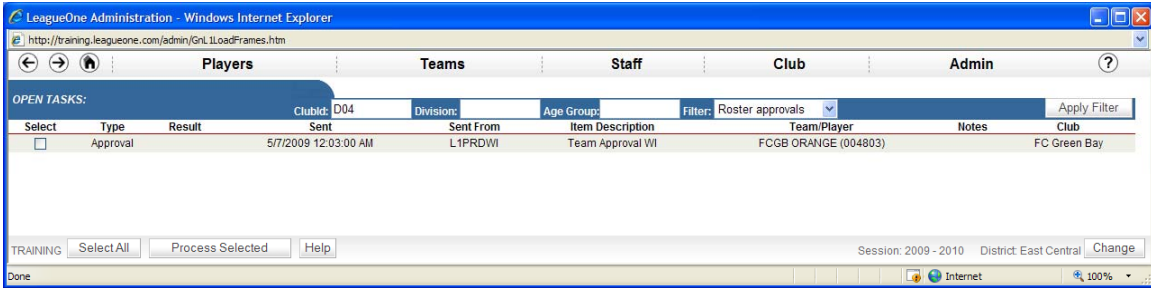 LeagueOne Administration - Windows Internet Explorer
http://training.leagueone.com/admin/GnL1LoadFrames.htm
Players Teams Staff Club Admin ?
OPEN TASKS:
ClubId: D04 Division: Age Group: Filter: Roster approvals Apply Filter
Select Type Result Sent Sent From Item Description Team/Player Notes Club
Approval 5/7/2009 12:03:00 AM L1PRDWI Team Approval WI FCGB ORANGE (004803) FC Green Bay
TRAINING Select All Process Selected Help Session: 2009 - 2010 District: East Central Change
Done Internet 100%